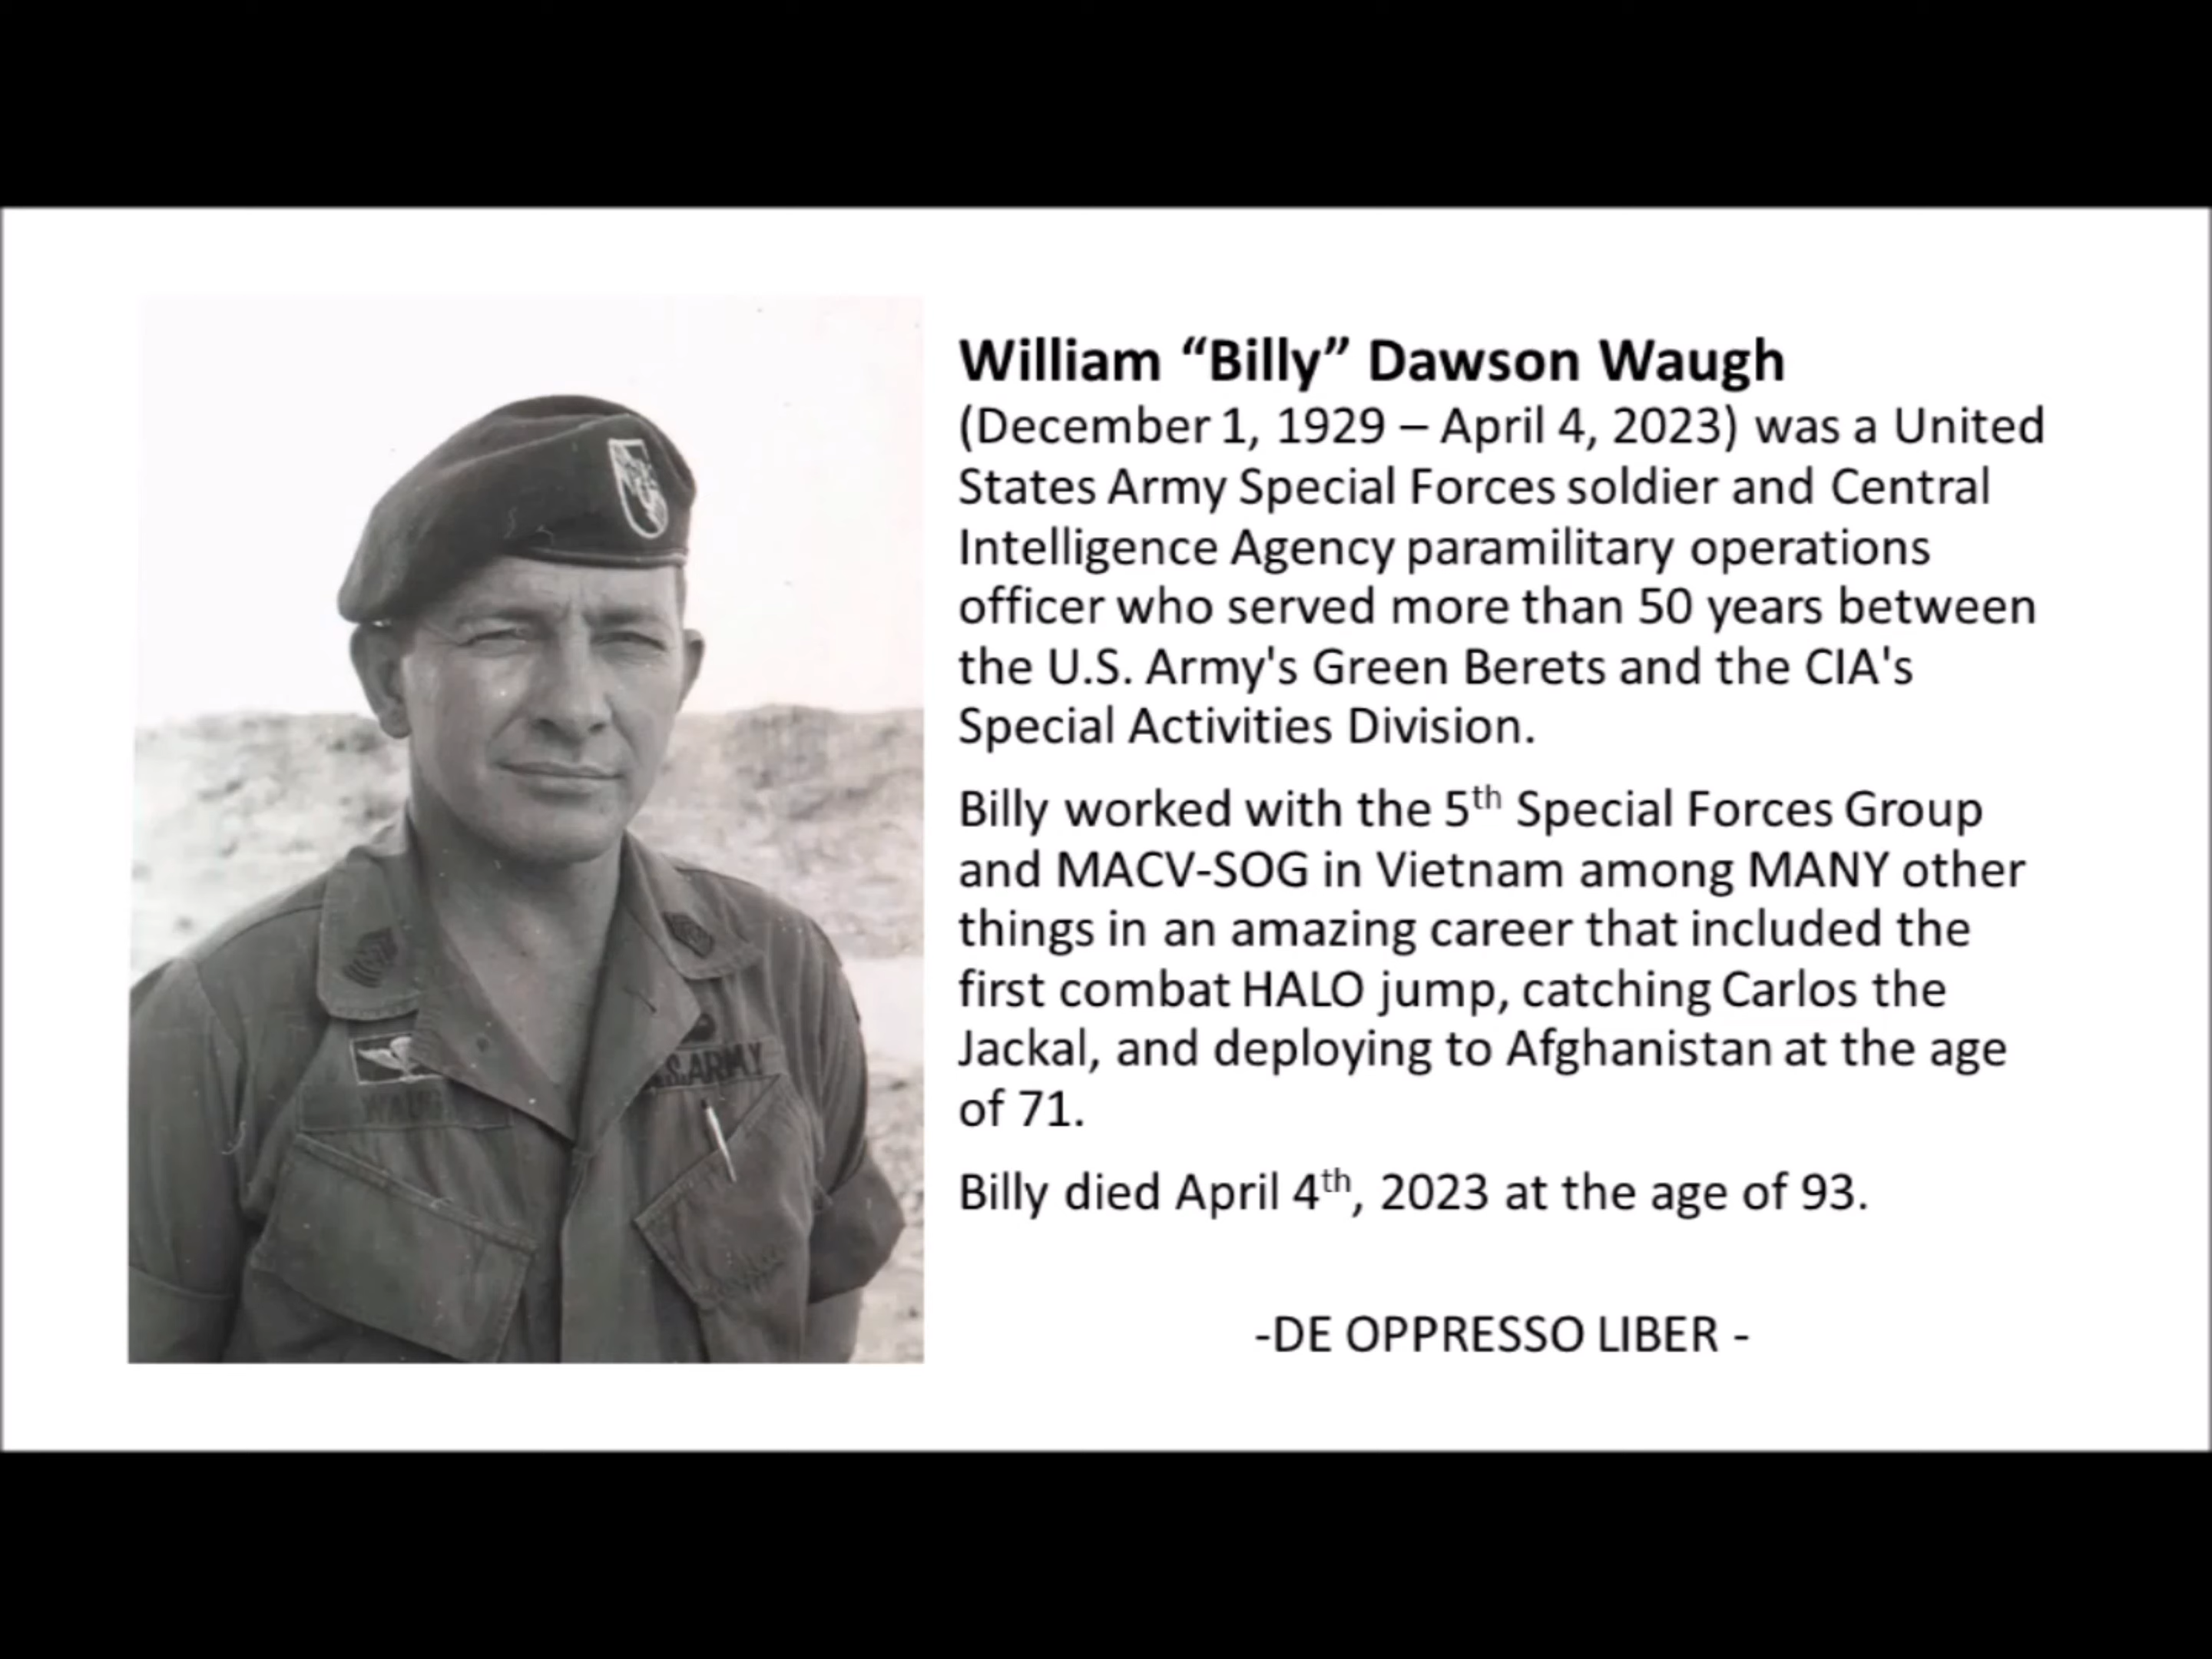 William “Billy” Dawson Waugh
(December 1, 1929 – April 4, 2023) was a United
States Army Special Forces soldier and Central
Intelligence Agency paramilitary operations
officer who served more than 50 years between
the U.S. Army's Green Berets and the CIA's
Special Activities Division.
Billy worked with the 5th Special Forces Group
and MACV-SOG in Vietnam among MANY other
things in an amazing career that included the
first combat HALO jump, catching Carlos the
Jackal, and deploying to Afghanistan at the age
of 71.
Billy died April 4th, 2023 at the age of 93.
-DE OPPRESSO LIBER -
WAUG
.S.ARMY